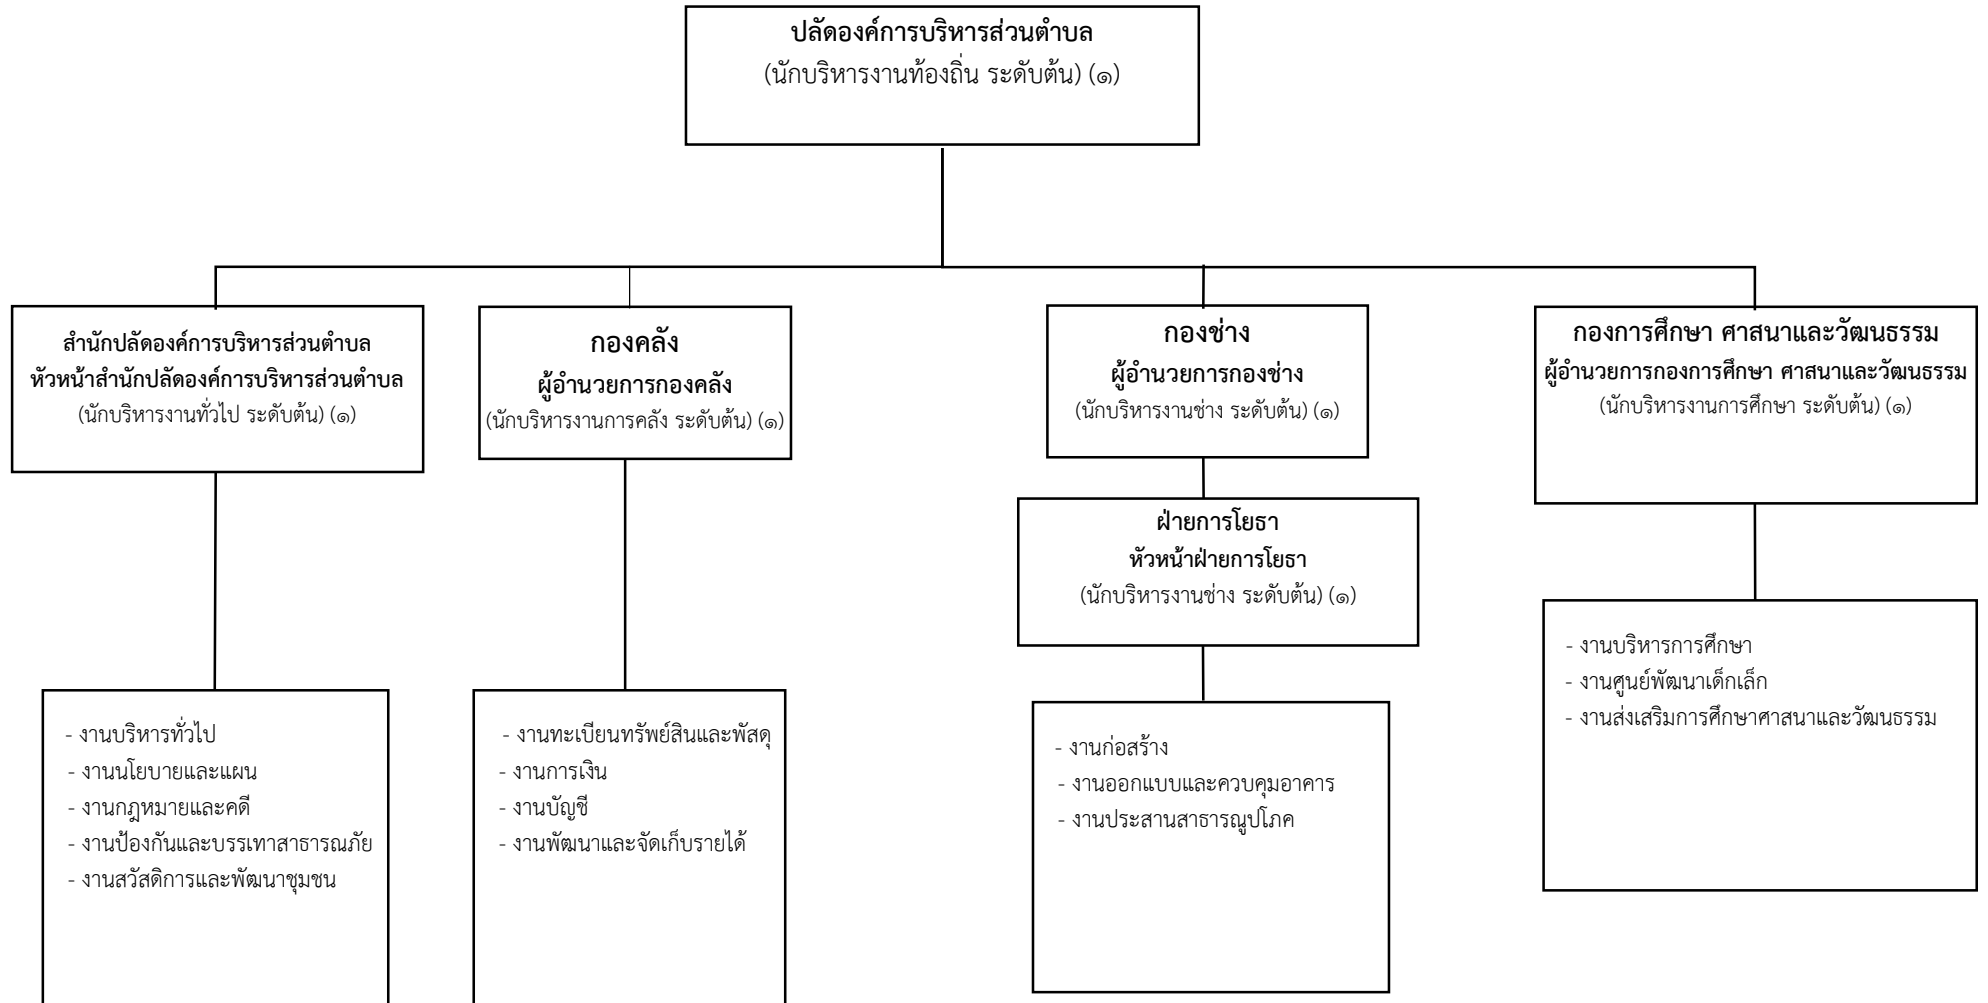 ปลัดองค์การบริหารส่วนตำบล
(นักบริหารงานท้องถิ่น ระดับต้น) (๑)
สำนักปลัดองค์การบริหารส่วนตำบล
หัวหน้าสำนักปลัดองค์การบริหารส่วนตำบล
(นักบริหารงานทั่วไป ระดับต้น) (๑)
กองคลัง
ผู้อำนวยการกองคลัง
(นักบริหารงานการคลัง ระดับต้น) (๑)
กองช่าง
ผู้อำนวยการกองช่าง
(นักบริหารงานช่าง ระดับต้น) (๑)
กองการศึกษา ศาสนาและวัฒนธรรม
ผู้อำนวยการกองการศึกษา ศาสนาและวัฒนธรรม
(นักบริหารงานการศึกษา ระดับต้น) (๑)
ฝ่ายการโยธา
หัวหน้าฝ่ายการโยธา
(นักบริหารงานช่าง ระดับต้น) (๑)
- งานบริหารทั่วไป
- งานนโยบายและแผน
- งานกฎหมายและคดี
- งานป้องกันและบรรเทาสาธารณภัย
- งานสวัสดิการและพัฒนาชุมชน
- งานทะเบียนทรัพย์สินและพัสดุ
- งานการเงิน
- งานบัญชี
- งานพัฒนาและจัดเก็บรายได้
- งานก่อสร้าง
- งานออกแบบและควบคุมอาคาร
- งานประสานสาธารณูปโภค
- งานบริหารการศึกษา
- งานศูนย์พัฒนาเด็กเล็ก
- งานส่งเสริมการศึกษาศาสนาและวัฒนธรรม